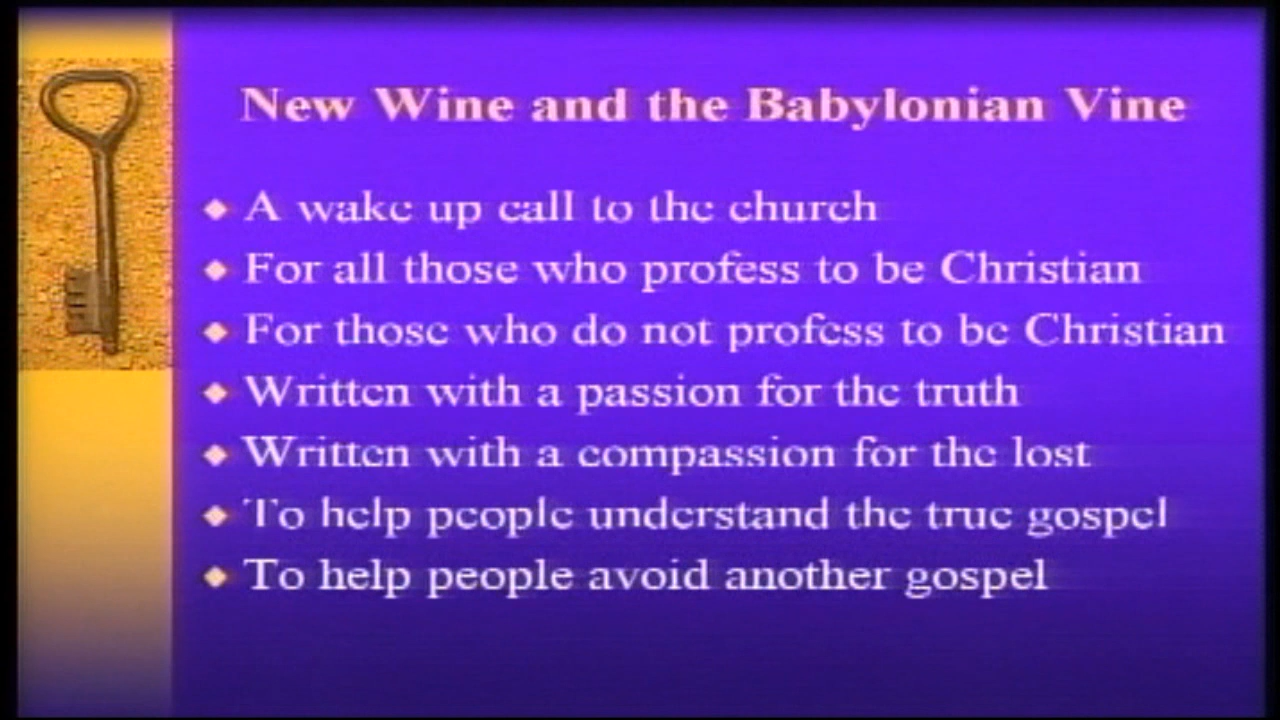 New Wine and the Babylonian Vine
A wake up call to the church
For all those who profess to be Christian
For those who do not profess to be Christian
Written with a passion for the truth
Written with a compassion for the lost
To help people understand the true gospel
To help people avoid another gospel